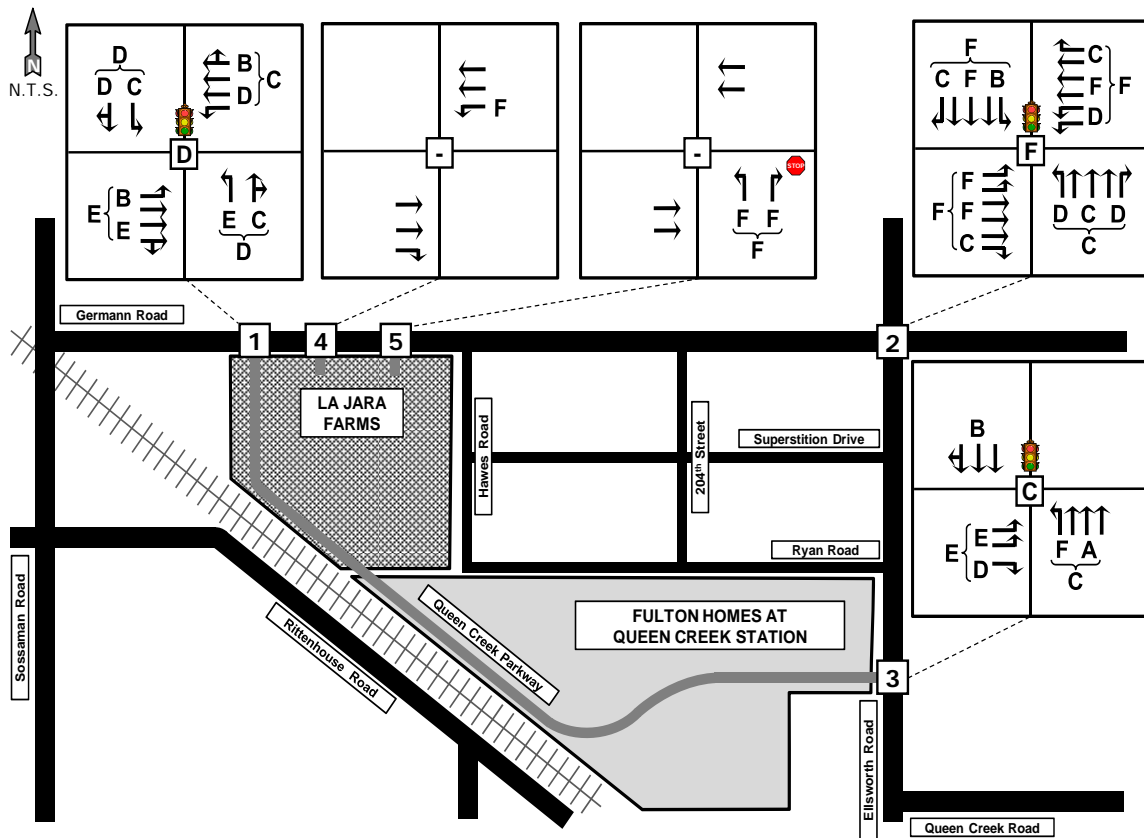 N
N.T.S.
D
D C
B
D
C
D
B
E
E
E C
E
D
F
-
-
STOP
F F
F
F
C F B
C
F
D
F
F
F
F
C
F
D C D
C
Germann Road
1
4
5
2
LA JARA
FARMS
Hawes Road
204th Street
Superstition Drive
B
C
E
D
E
F A
C
Ryan Road
Sossaman Road
Rittenhouse Road
Queen Creek Parkway
FULTON HOMES AT
QUEEN CREEK STATION
3
Ellsworth Road
Queen Creek Road